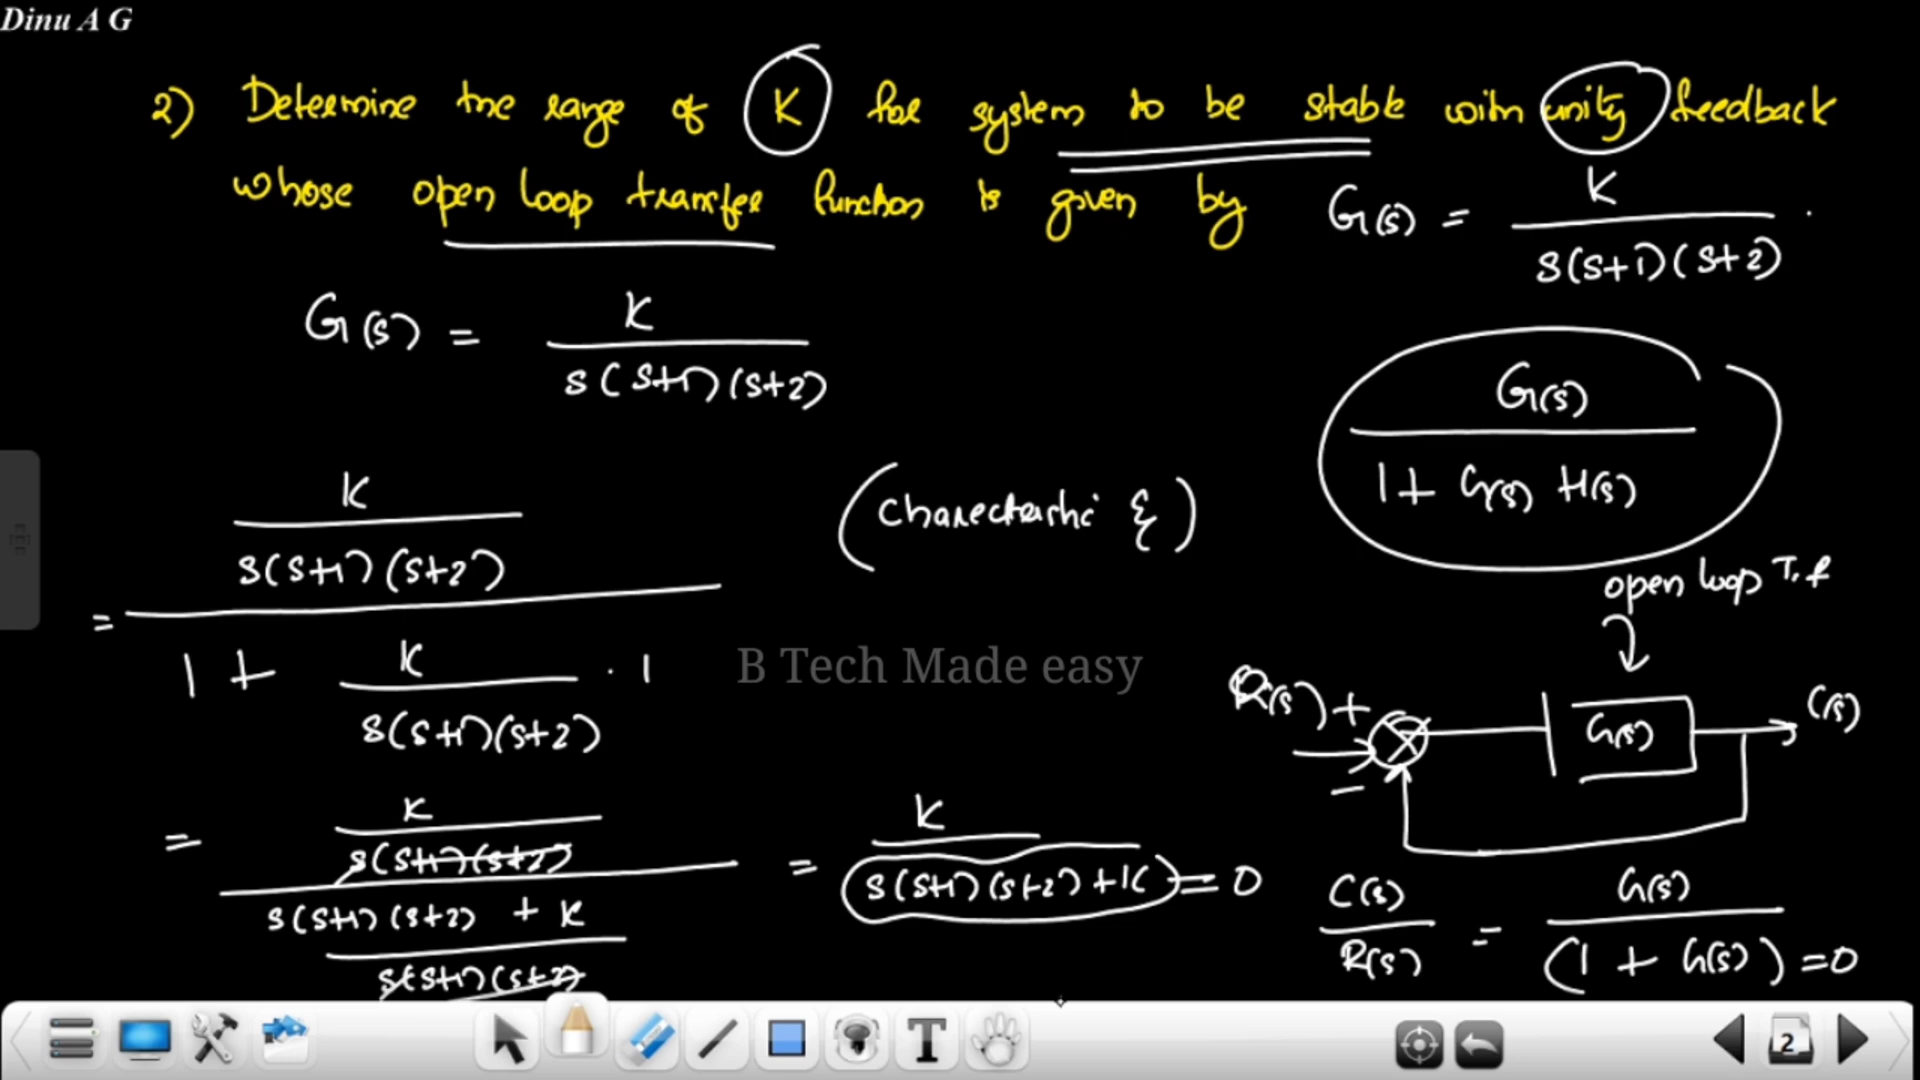 Dinu A G
2) Determine the range of K for system to be stable with unity feedback
whose open loop transfer function is given by G(s) = K / s(s+1)(s+2) .
G(s) = K / s(s+1)(s+2)
G(s) / 1 + G(s) H(s)
= K / s(s+1)(s+2)
(Charecterstic
1 + K / s(s+1)(s+2) . 1
open loop T.f
B Tech Made easy
R(s) +
G(s)
C(s)
−
= K / s(s+1)(s+2)
s(s+1)(s+2) + K / s(s+1)(s+2)
= K / s(s+1)(s+2)+K = 0
C(s) / R(s) = G(s) / (1 + G(s)) = 0
T
2